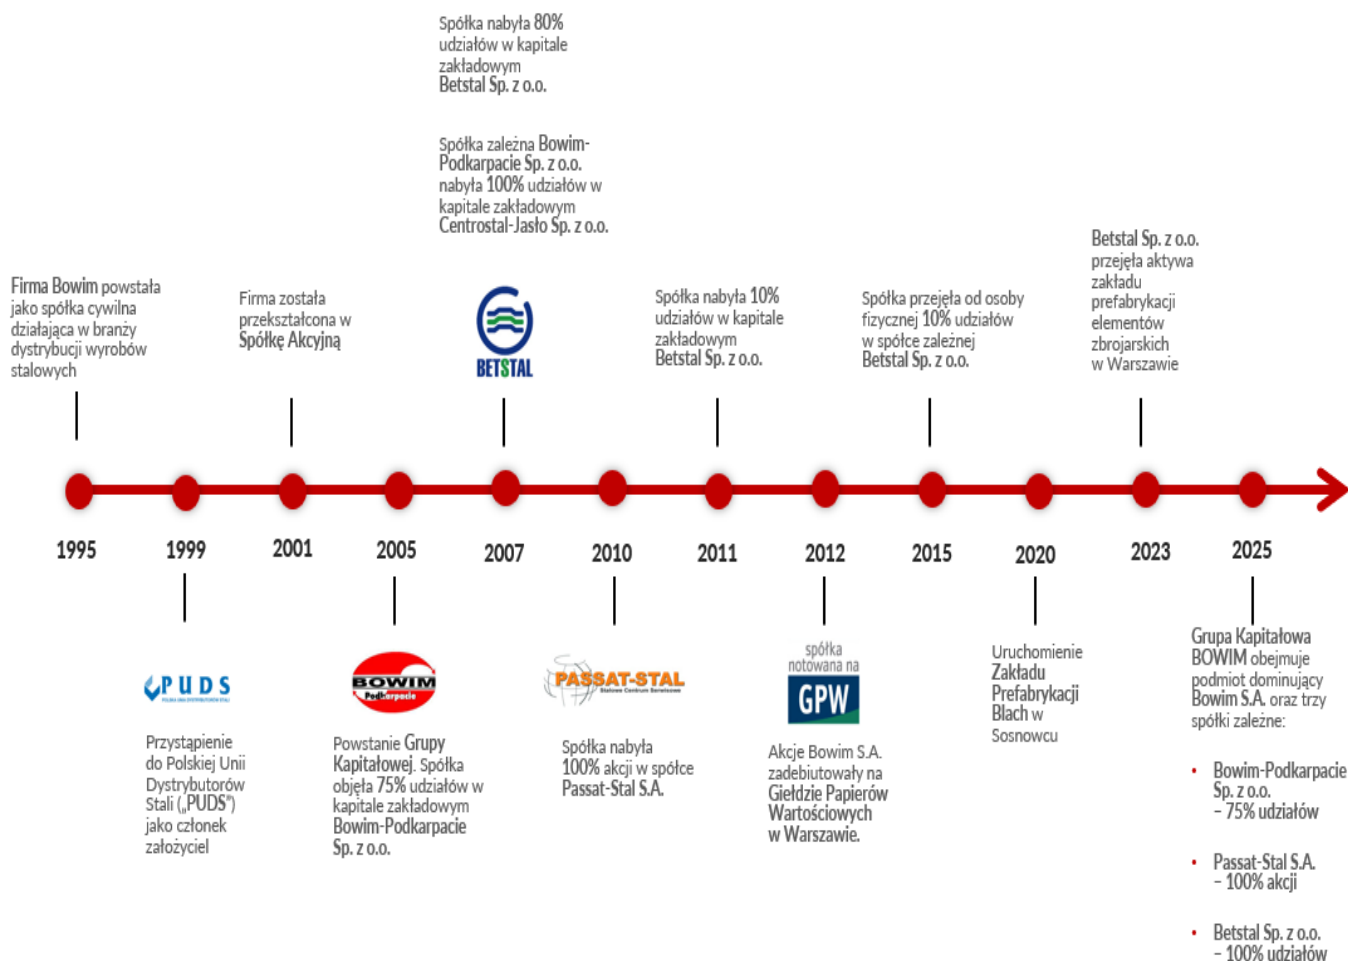 Firma Bowim powstała
jako spółka cywilna
działająca w branży
dystrybucji wyrobów
stalowych
Firma została
przekształcona w
Spółkę Akcyjną
Spółka nabyła 80%
udziałów w kapitale
zakładowym
Betstal Sp. z o.o.
Spółka zależna Bowim-
Podkarpacie Sp. z o.o.
nabyła 100% udziałów w
kapitale zakładowym
Centrostal-Jasło Sp. z o.o.
BETSTAL
Spółka nabyła 10%
udziałów w kapitale
zakładowym
Betstal Sp. z o.o.
Spółka przejęła od osoby
fizycznej 10% udziałów
w spółce zależnej
Betstal Sp. z o.o.
Betstal Sp. z o.o.
przejęła aktywa
zakładu
prefabrykacji
elementów
zbrojarskich
w Warszawie
1995
1999
2001
2005
2007
2010
2011
2012
2015
2020
2023
2025
PUDS
POLSKA UNIA DYSTRYBUTORÓW STALI
Przystąpienie
do Polskiej Unii
Dystrybutorów
Stali („PUDS”)
jako członek
założyciel
BOWIM
Podkarpacie
Powstanie Grupy
Kapitałowej. Spółka
objęła 75% udziałów w
kapitale zakładowym
Bowim-Podkarpacie
Sp. z o.o.
PASSAT-STAL
Stalowe Centrum Serwisowe
Spółka nabyła
100% akcji w spółce
Passat-Stal S.A.
spółka
notowana na
GPW
Akcje Bowim S.A.
zadebiutowały na
Giełdzie Papierów
Wartościowych
w Warszawie.
Uruchomienie
Zakładu
Prefabrykacji
Blach w
Sosnowcu
Grupa Kapitałowa
BOWIM obejmuje
podmiot dominujący
Bowim S.A. oraz trzy
spółki zależne:
• Bowim-Podkarpacie
Sp. z o.o.
– 75% udziałów
• Passat-Stal S.A.
– 100% akcji
• Betstal Sp. z o.o.
– 100% udziałów